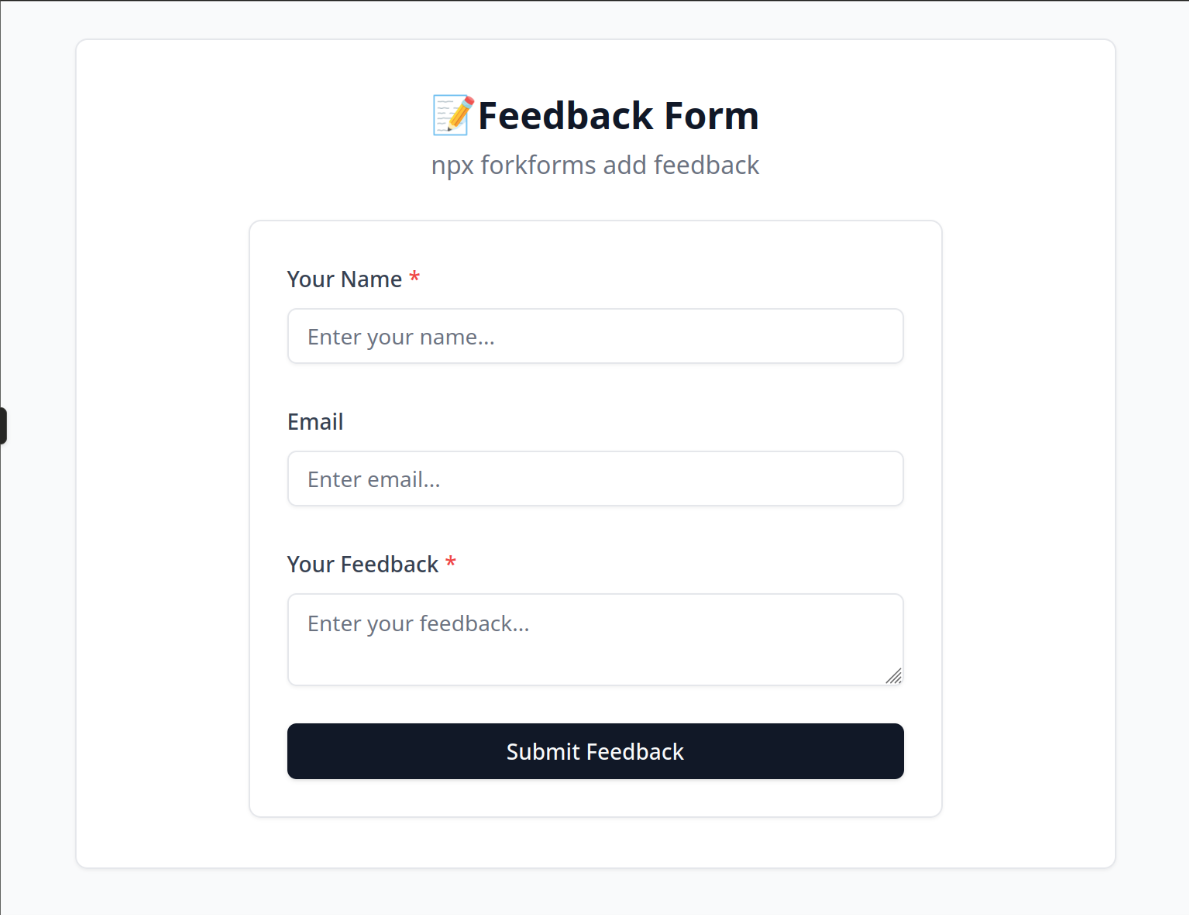 📝Feedback Form
npx forkforms add feedback
Your Name *
Enter your name...
Email
Enter email...
Your Feedback *
Enter your feedback...
Submit Feedback